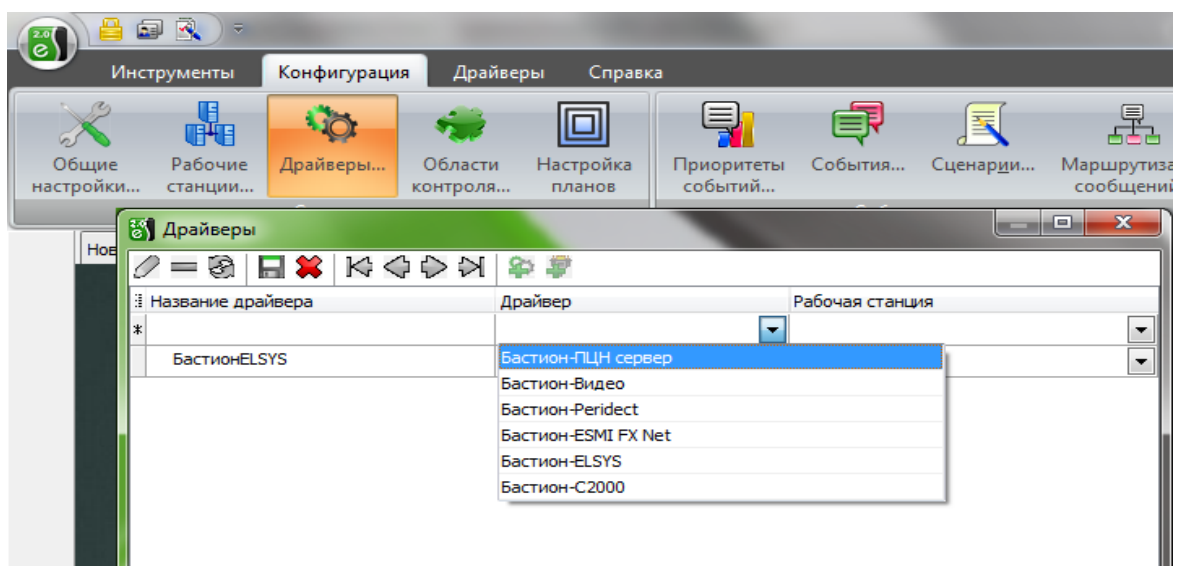 2.0
Инструменты Конфигурация Драйверы Справка
Общие Рабочие Драйверы... Области Настройка Приоритеты События... Сценарии... Маршрутиза
настройки... станции... контроля... планов событий... сообщений
Драйверы
Нов
Название драйвера Драйвер Рабочая станция
*
БастионELSYS
Бастион-ПЦН сервер
Бастион-Видео
Бастион-Peridect
Бастион-ESMI FX Net
Бастион-ELSYS
Бастион-С2000